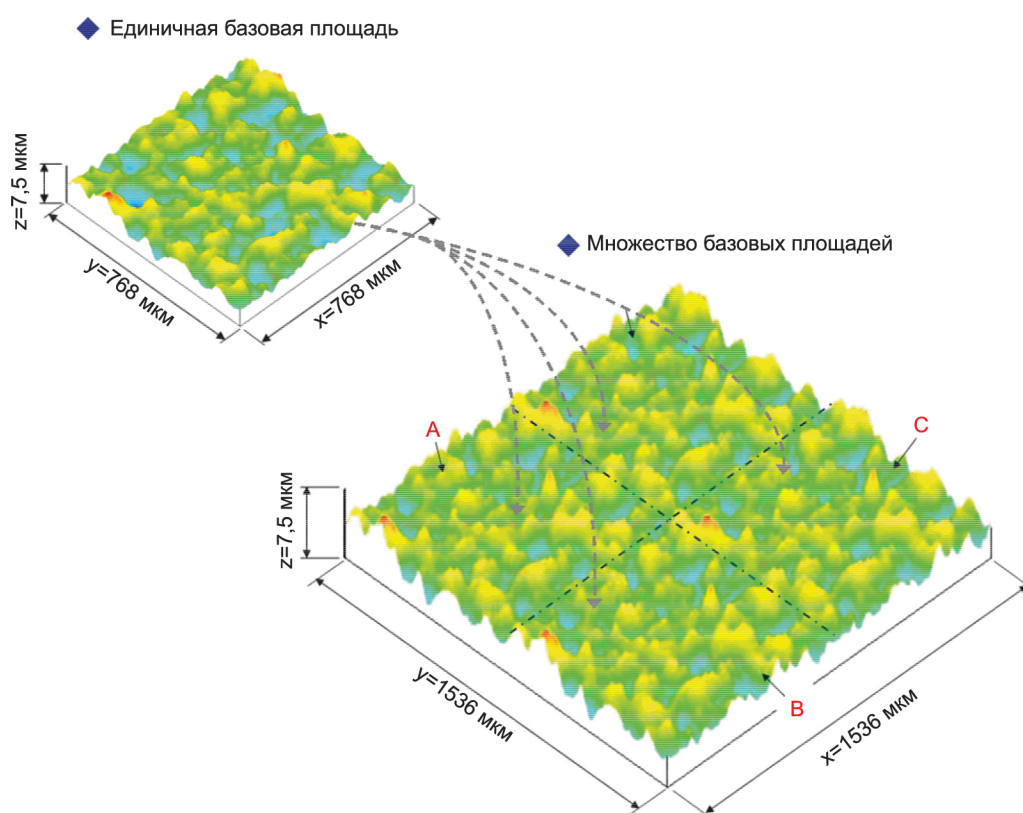 Единичная базовая площадь
z=7,5 мкм
y=768 мкм
x=768 мкм
Множество базовых площадей
A
C
z=7,5 мкм
B
y=1536 мкм
x=1536 мкм